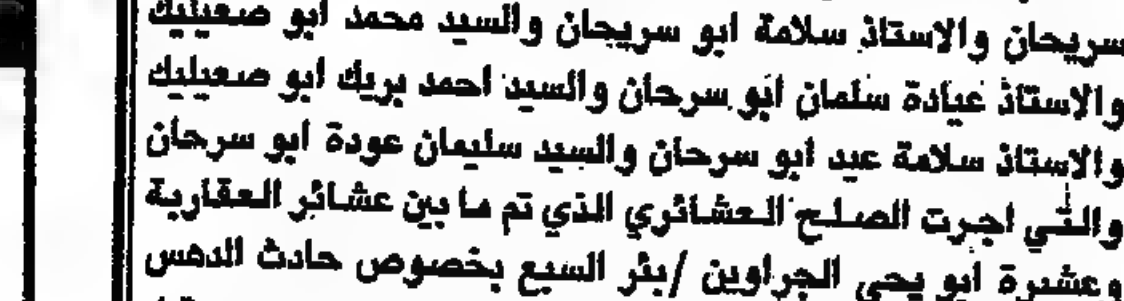 سريحان والاستاذ سلامة ابو سريحان والسيد محمد ابو صعيليك
والاستاذ عيادة سلمان ابو سرحان والسيد احمد بريك ابو صعيليك
والاستاذ سلامة عيد ابو سرحان والسيد سليمان عودة ابو سرحان
والتي اجرت الصلح العشائري الذي تم ما بين عشائر العقاربة
وعشيرة ابو يحي الجراوين /بئر السبع بخصوص حادث الدهس